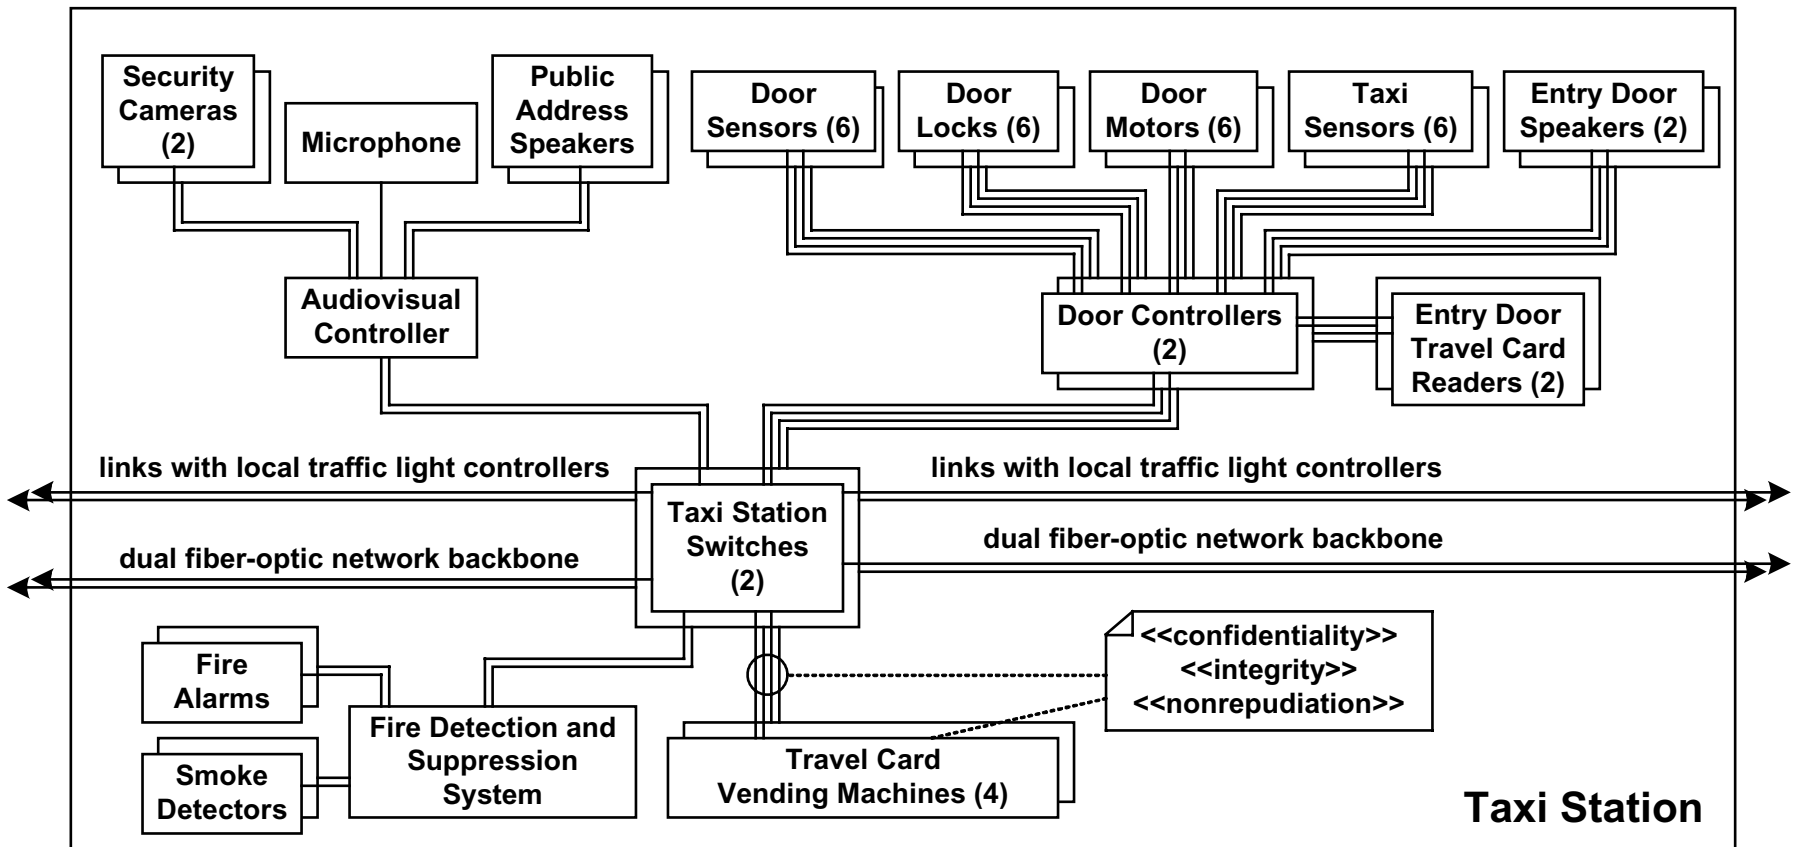 Security
Cameras
(2)
Microphone
Public
Address
Speakers
Door
Sensors (6)
Door
Locks (6)
Door
Motors (6)
Taxi
Sensors (6)
Entry Door
Speakers (2)
Audiovisual
Controller
Door Controllers
(2)
Entry Door
Travel Card
Readers (2)
links with local traffic light controllers
links with local traffic light controllers
Taxi Station
Switches
(2)
dual fiber-optic network backbone
dual fiber-optic network backbone
Fire
Alarms
Smoke
Detectors
Fire Detection and
Suppression
System
Travel Card
Vending Machines (4)
<<confidentiality>>
<<integrity>>
<<nonrepudiation>>
Taxi Station